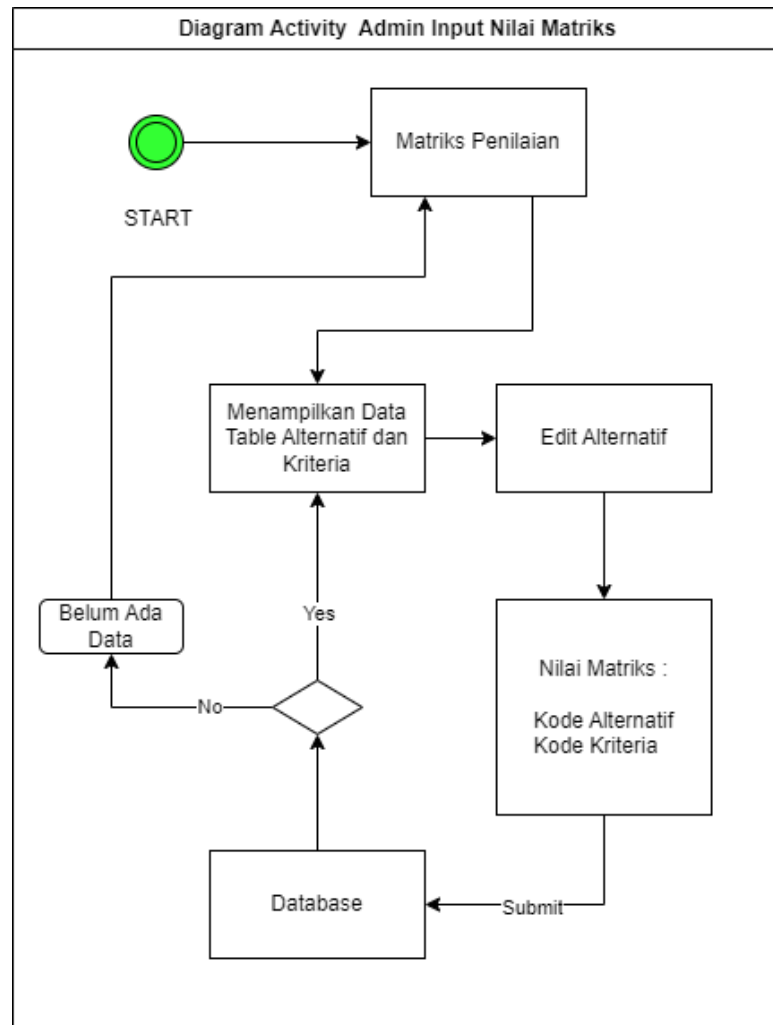 Diagram Activity  Admin Input Nilai Matriks
Matriks Penilaian
START
Menampilkan Data
Table Alternatif dan
Kriteria
Edit Alternatif
Belum Ada
Data
Yes
No
Nilai Matriks :
Kode Alternatif
Kode Kriteria
Database
Submit